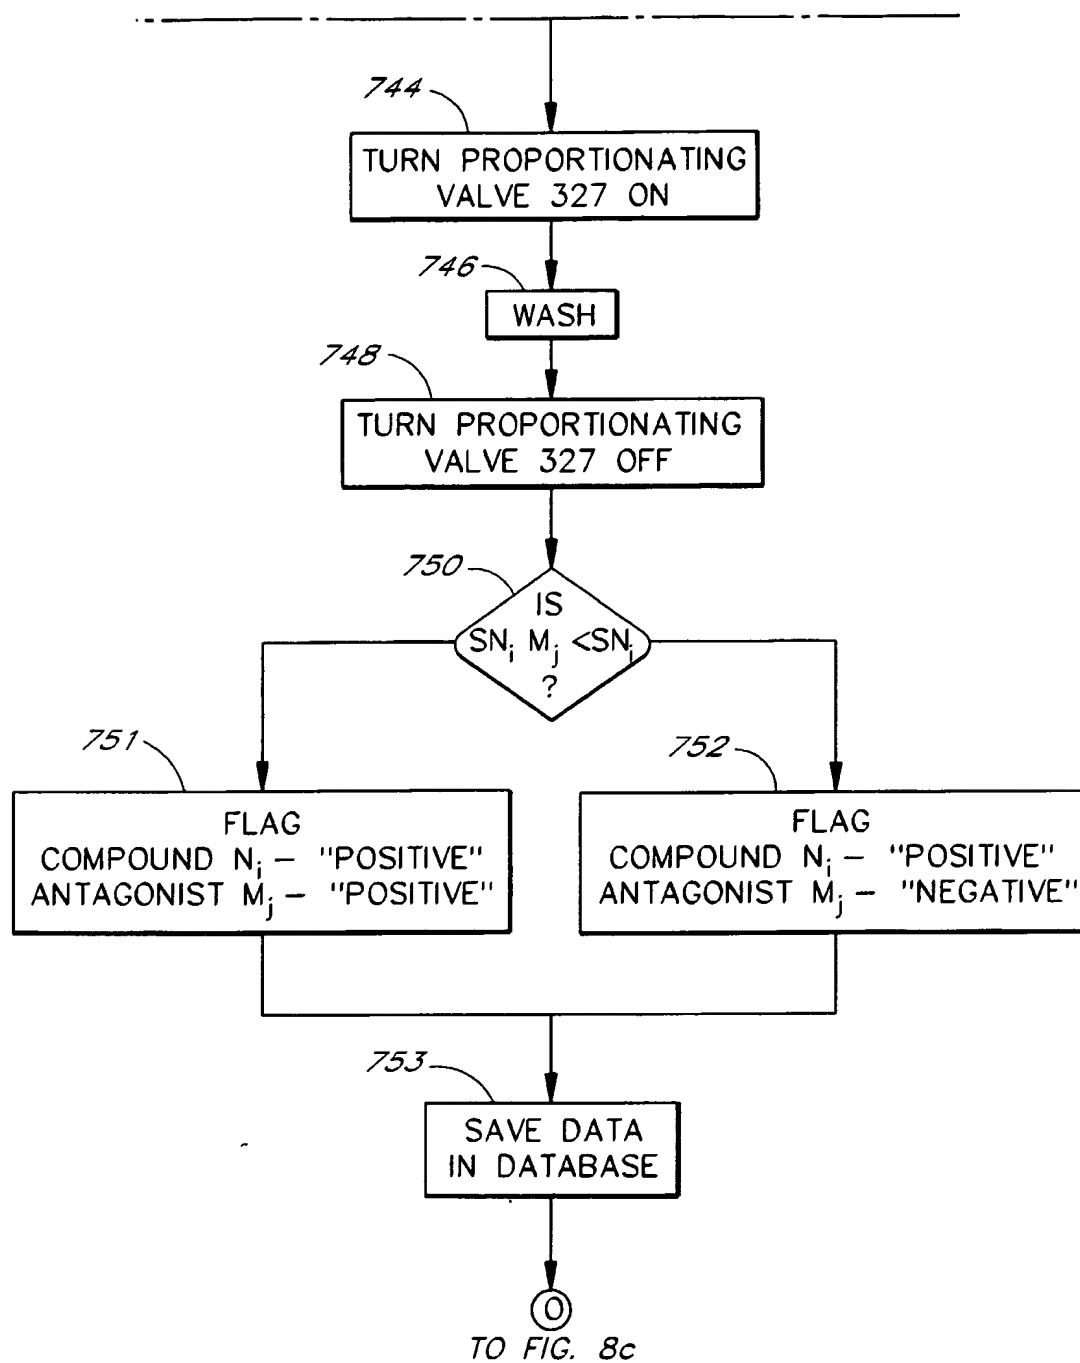 744
TURN PROPORTIONATING
VALVE 327 ON
746
WASH
748
TURN PROPORTIONATING
VALVE 327 OFF
750
IS
SNᵢ Mⱼ <SNᵢ
?
751
FLAG
COMPOUND Nᵢ – "POSITIVE"
ANTAGONIST Mⱼ – "POSITIVE"
752
FLAG
COMPOUND Nᵢ – "POSITIVE"
ANTAGONIST Mⱼ – "NEGATIVE"
753
SAVE DATA
IN DATABASE
O
TO FIG. 8c